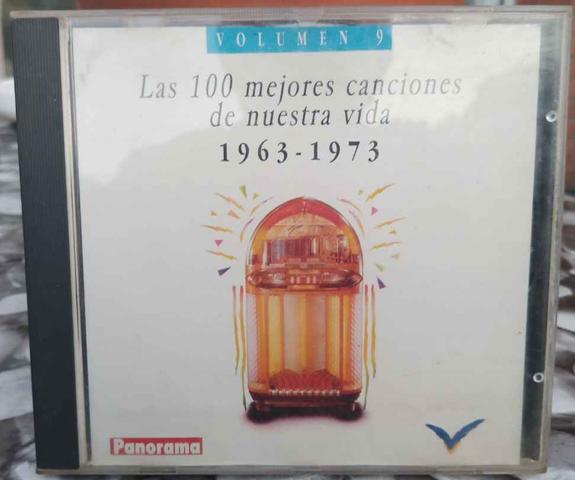 VOLUMEN 9
Las 100 mejores canciones
de nuestra vida
1963-1973
Panorama